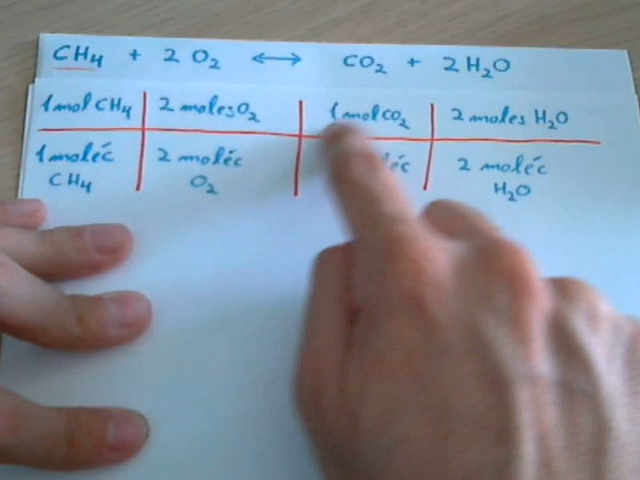 CH4 + 2 O2 ⟷ CO2 + 2 H2O
1 mol CH4 2 moles O2 1 mol CO2 2 moles H2O
1 moléc 2 moléc 2 moléc
CH4 O2 H2O